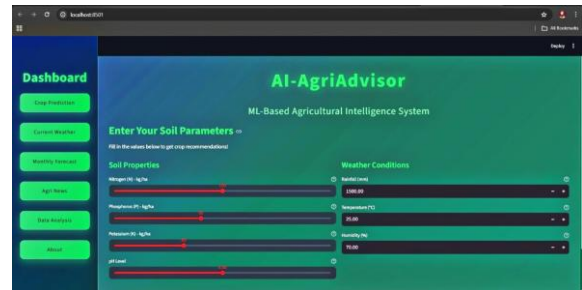 localhost:8501
All Bookmarks
Deploy
Dashboard
Crop Prediction
Current Weather
Monthly Forecast
Agri News
Data Analysis
About
AI-AgriAdvisor
ML-Based Agricultural Intelligence System
Enter Your Soil Parameters
Fill in the values below to get crop recommendations!
Soil Properties
Nitrogen (N) - kg/ha
Phosphorus (P) - kg/ha
Potassium (K) - kg/ha
pH Level
Weather Conditions
Rainfall (mm)
1500.00
Temperature (°C)
25.00
Humidity (%)
70.00